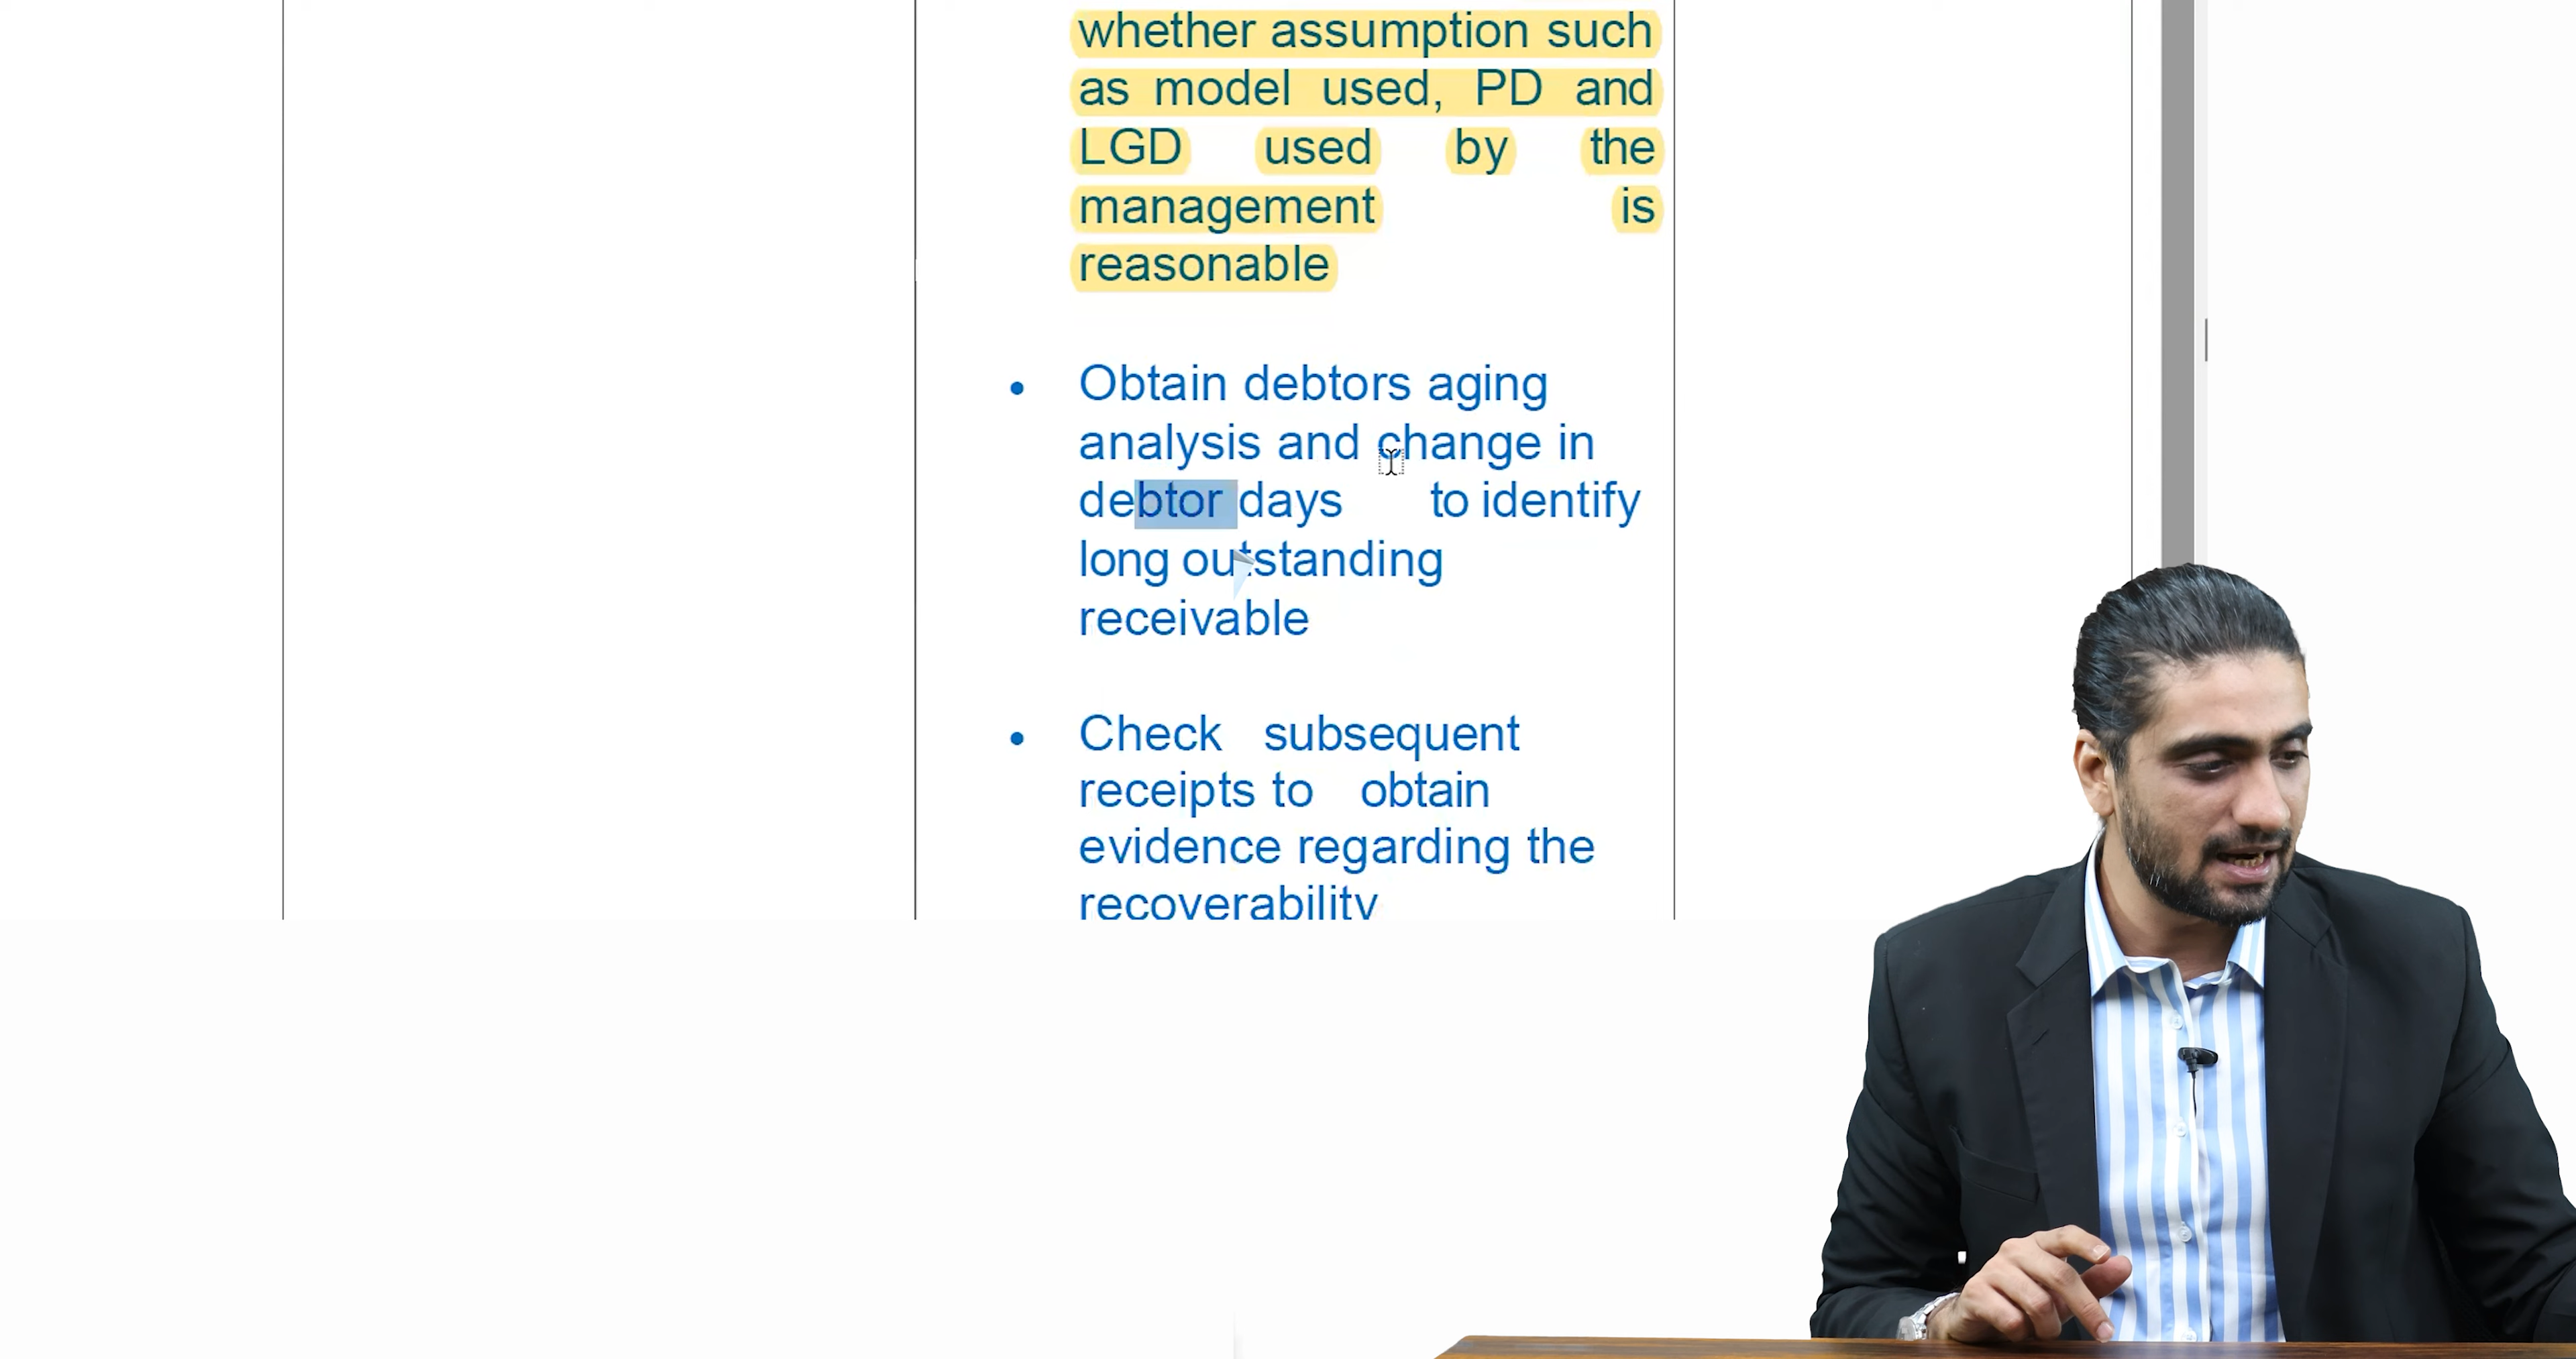 whether assumption such
as model used, PD and
LGD used by the
management is
reasonable
• Obtain debtors aging
analysis and change in
debtor days to identify
long outstanding
receivable
• Check subsequent
receipts to obtain
evidence regarding the
recoverability